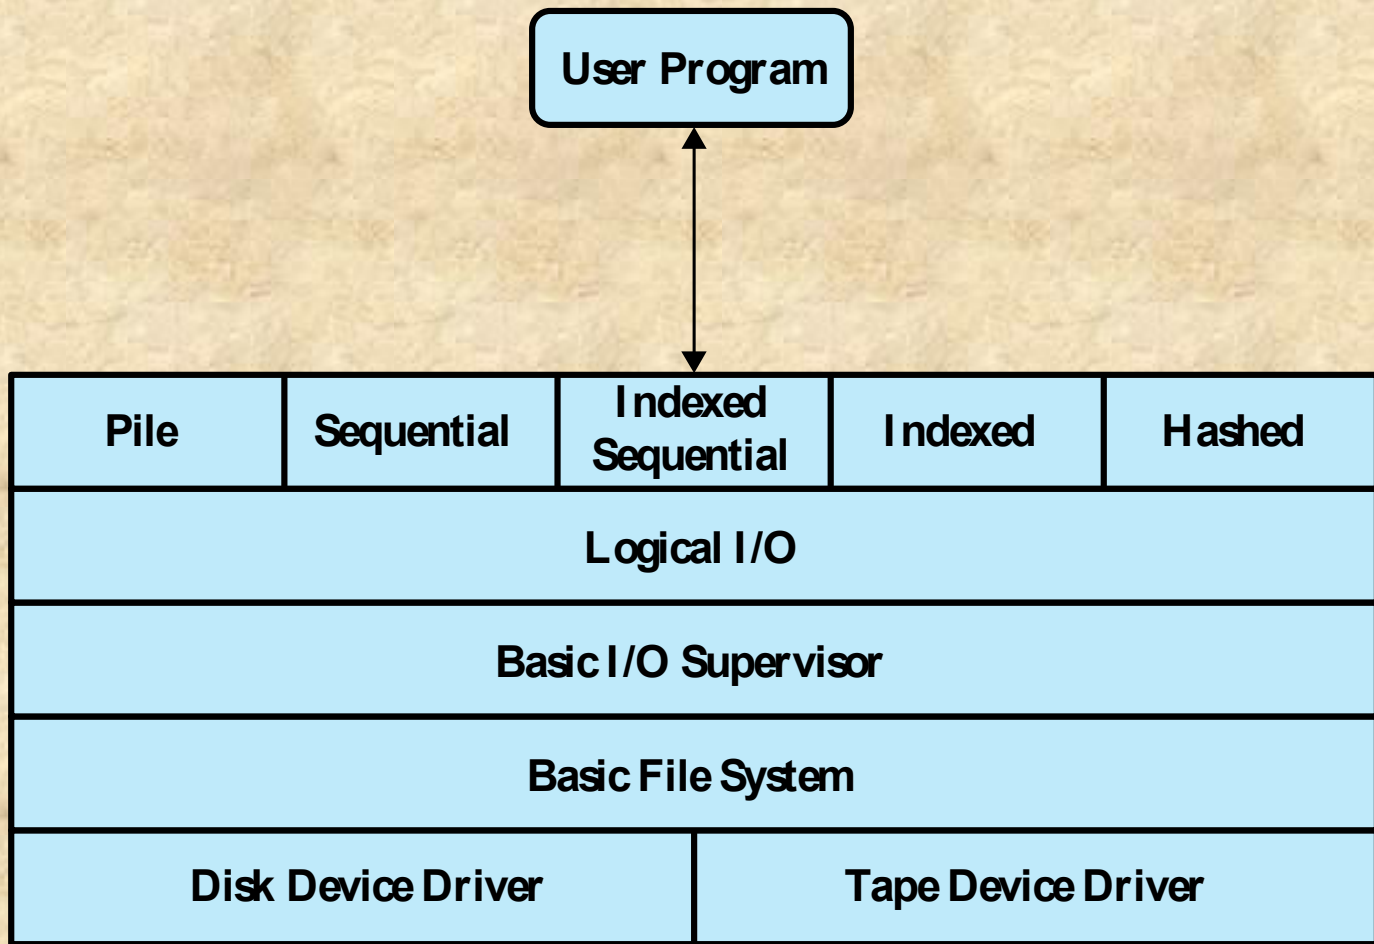 User Program
Pile
Sequential
Indexed
Sequential
Indexed
Hashed
Logical I/O
Basic I/O Supervisor
Basic File System
Disk Device Driver
Tape Device Driver